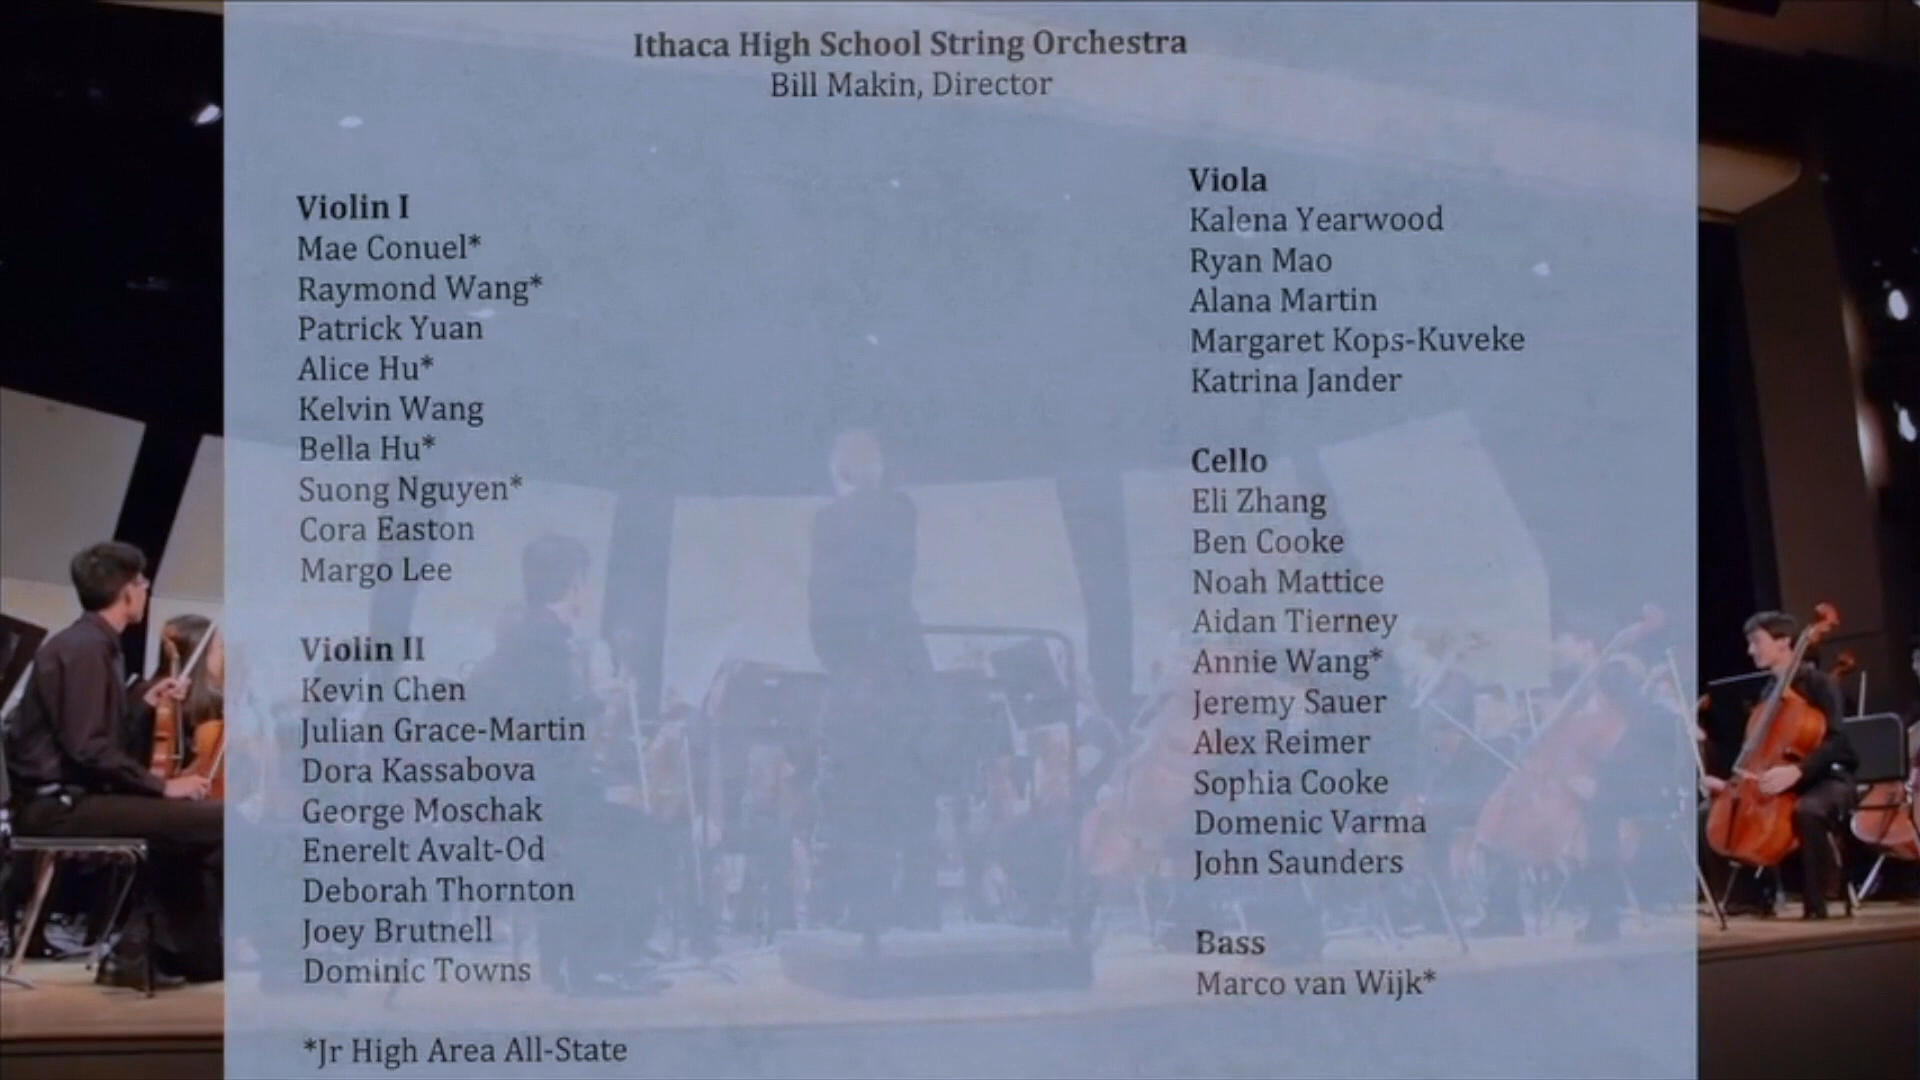 Ithaca High School String Orchestra
Bill Makin, Director
Violin I
Mae Conuel*
Raymond Wang*
Patrick Yuan
Alice Hu*
Kelvin Wang
Bella Hu*
Suong Nguyen*
Cora Easton
Margo Lee
Violin II
Kevin Chen
Julian Grace-Martin
Dora Kassabova
George Moschak
Enerelt Avalt-Od
Deborah Thornton
Joey Brutnell
Dominic Towns
*Jr High Area All-State
Viola
Kalena Yearwood
Ryan Mao
Alana Martin
Margaret Kops-Kuveke
Katrina Jander
Cello
Eli Zhang
Ben Cooke
Noah Mattice
Aidan Tierney
Annie Wang*
Jeremy Sauer
Alex Reimer
Sophia Cooke
Domenic Varma
John Saunders
Bass
Marco van Wijk*